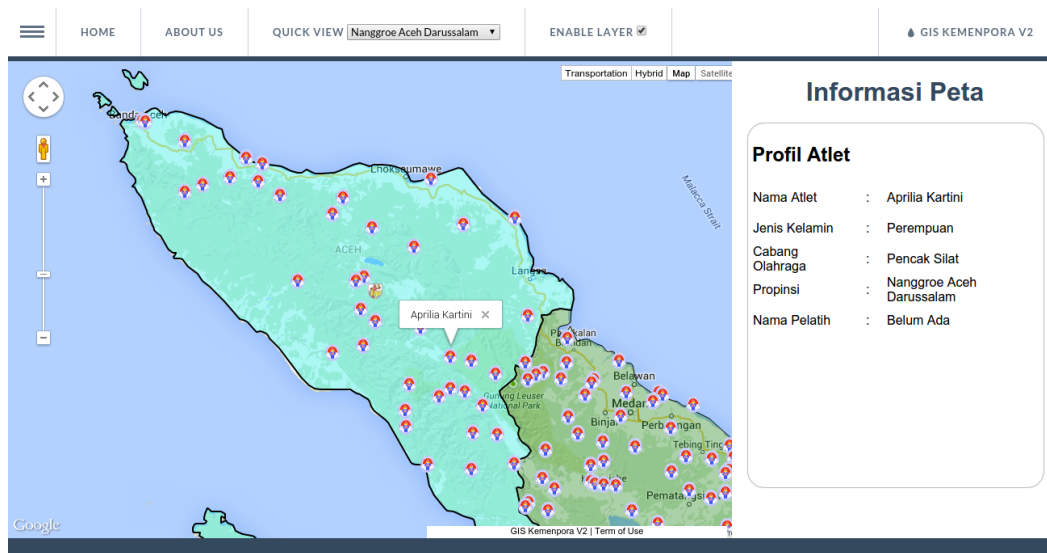 HOME
ABOUT US
QUICK VIEW Nanggroe Aceh Darussalam
ENABLE LAYER
GIS KEMENPORA V2
Transportation Hybrid Map Satellite
Informasi Peta
Profil Atlet
Nama Atlet : Aprilia Kartini
Jenis Kelamin : Perempuan
Cabang
Olahraga : Pencak Silat
Propinsi : Nanggroe Aceh
Darussalam
Nama Pelatih : Belum Ada
Lhokseumawe
Malacca Strait
ACEH
Langsa
Aprilia Kartini
Belawan
Gunung Leuser
National Park
Medan
Binjai
Tebing Ting
Google
GIS Kemenpora V2 | Term of Use